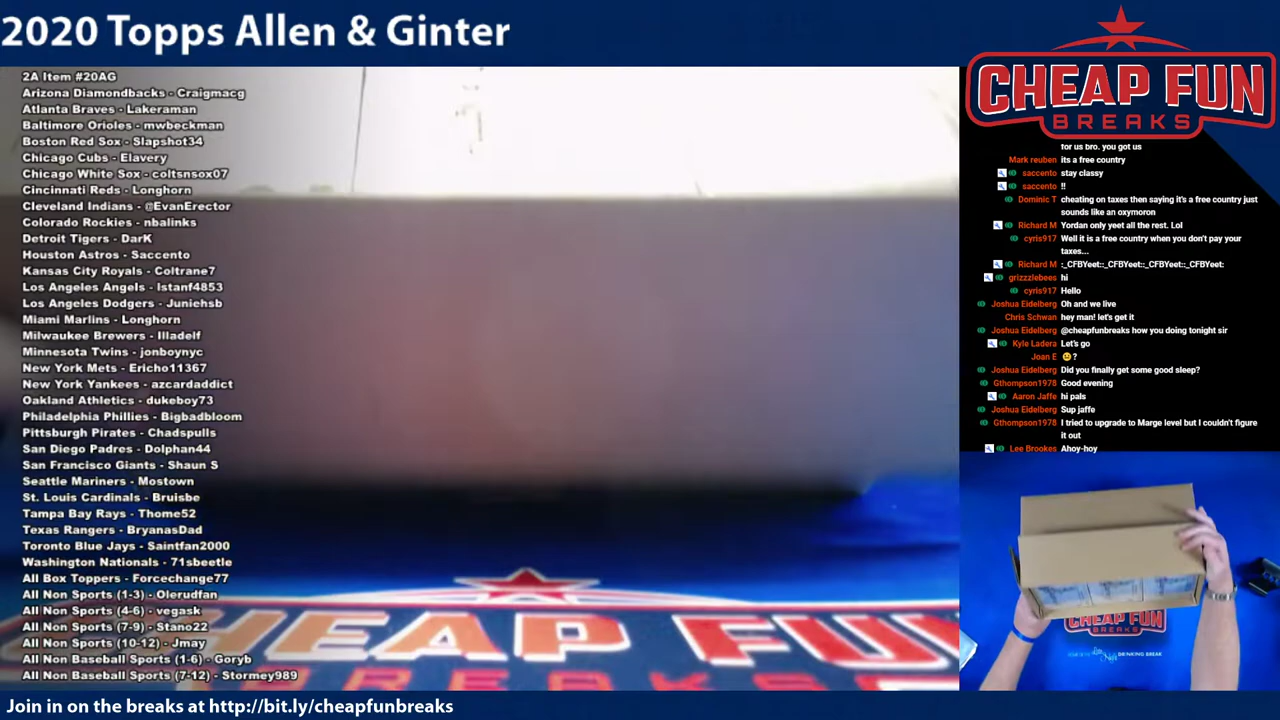 2020 Topps Allen & Ginter
2A Item #20AG
Arizona Diamondbacks - Craigmacg
Atlanta Braves - Lakeraman
Baltimore Orioles - mwbeckman
Boston Red Sox - Slapshot34
Chicago Cubs - Elavery
Chicago White Sox - coltsnsox07
Cincinnati Reds - Longhorn
Cleveland Indians - @EvanErector
Colorado Rockies - nbalinks
Detroit Tigers - DarK
Houston Astros - Saccento
Kansas City Royals - Coltrane7
Los Angeles Angels - lstanf4853
Los Angeles Dodgers - Juniehsb
Miami Marlins - Longhorn
Milwaukee Brewers - Illadelf
Minnesota Twins - jonboynyc
New York Mets - Ericho11367
New York Yankees - azcardaddict
Oakland Athletics - dukeboy73
Philadelphia Phillies - Bigbadbloom
Pittsburgh Pirates - Chadspulls
San Diego Padres - Dolphan44
San Francisco Giants - Shaun S
Seattle Mariners - Mostown
St. Louis Cardinals - Bruisbe
Tampa Bay Rays - Thome52
Texas Rangers - BryanasDad
Toronto Blue Jays - Saintfan2000
Washington Nationals - 71sbeetle
All Box Toppers - Forcechange77
All Non Sports (1-3) - Olerudfan
All Non Sports (4-6) - vegask
All Non Sports (7-9) - Stano22
All Non Sports (10-12) - Jmay
All Non Baseball Sports (1-6) - Goryb
All Non Baseball Sports (7-12) - Stormey989
CHEAP FUN
BREAKS
CHEAP FUN
BREAKS
for us bro. you got us
Mark reuben its a free country
saccento stay classy
saccento !!
Dominic T cheating on taxes then saying it's a free country just
sounds like an oxymoron
Richard M Yordan only yeet all the rest. Lol
cyris917 Well it is a free country when you don't pay your
taxes...
Richard M :_CFBYeet::_CFBYeet::_CFBYeet::_CFBYeet:
grizzzlebees hi
cyris917 Hello
Joshua Eidelberg Oh and we live
Chris Schwan hey man! let's get it
Joshua Eidelberg @cheapfunbreaks how you doing tonight sir
Kyle Ladera Let's go
Joan E ?
Joshua Eidelberg Did you finally get some good sleep?
Gthompson1978 Good evening
Aaron Jaffe hi pals
Joshua Eidelberg Sup jaffe
Gthompson1978 I tried to upgrade to Marge level but I couldn't figure
it out
Lee Brookes Ahoy-hoy
CHEAP FUN
BREAKS
DRINKING BREAK
Join in on the breaks at http://bit.ly/cheapfunbreaks